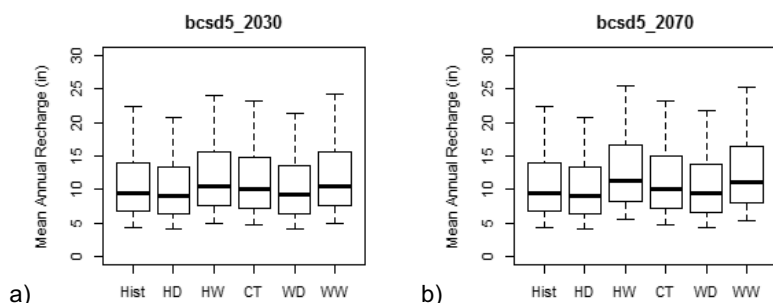 bcsd5_2030
Mean Annual Recharge (in)
30
25
20
15
10
5
0
Hist HD HW CT WD WW
a)
bcsd5_2070
Mean Annual Recharge (in)
30
25
20
15
10
5
0
Hist HD HW CT WD WW
b)